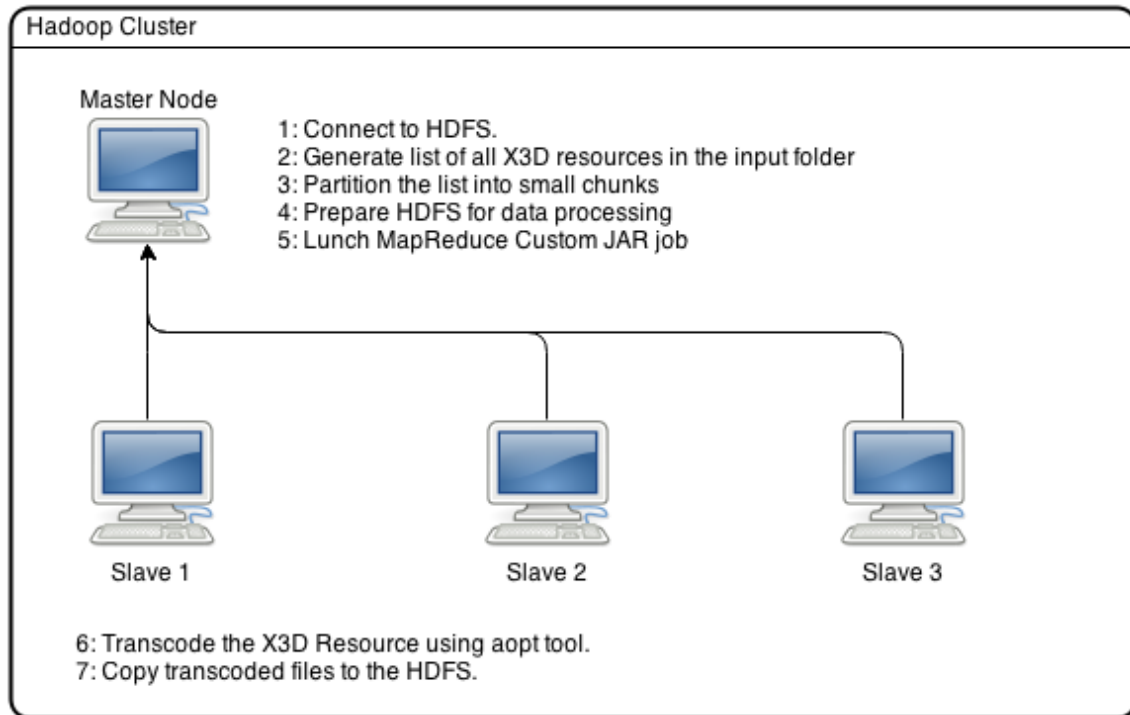 Hadoop Cluster
Master Node
1: Connect to HDFS.
2: Generate list of all X3D resources in the input folder
3: Partition the list into small chunks
4: Prepare HDFS for data processing
5: Lunch MapReduce Custom JAR job
Slave 1
Slave 2
Slave 3
6: Transcode the X3D Resource using aopt tool.
7: Copy transcoded files to the HDFS.